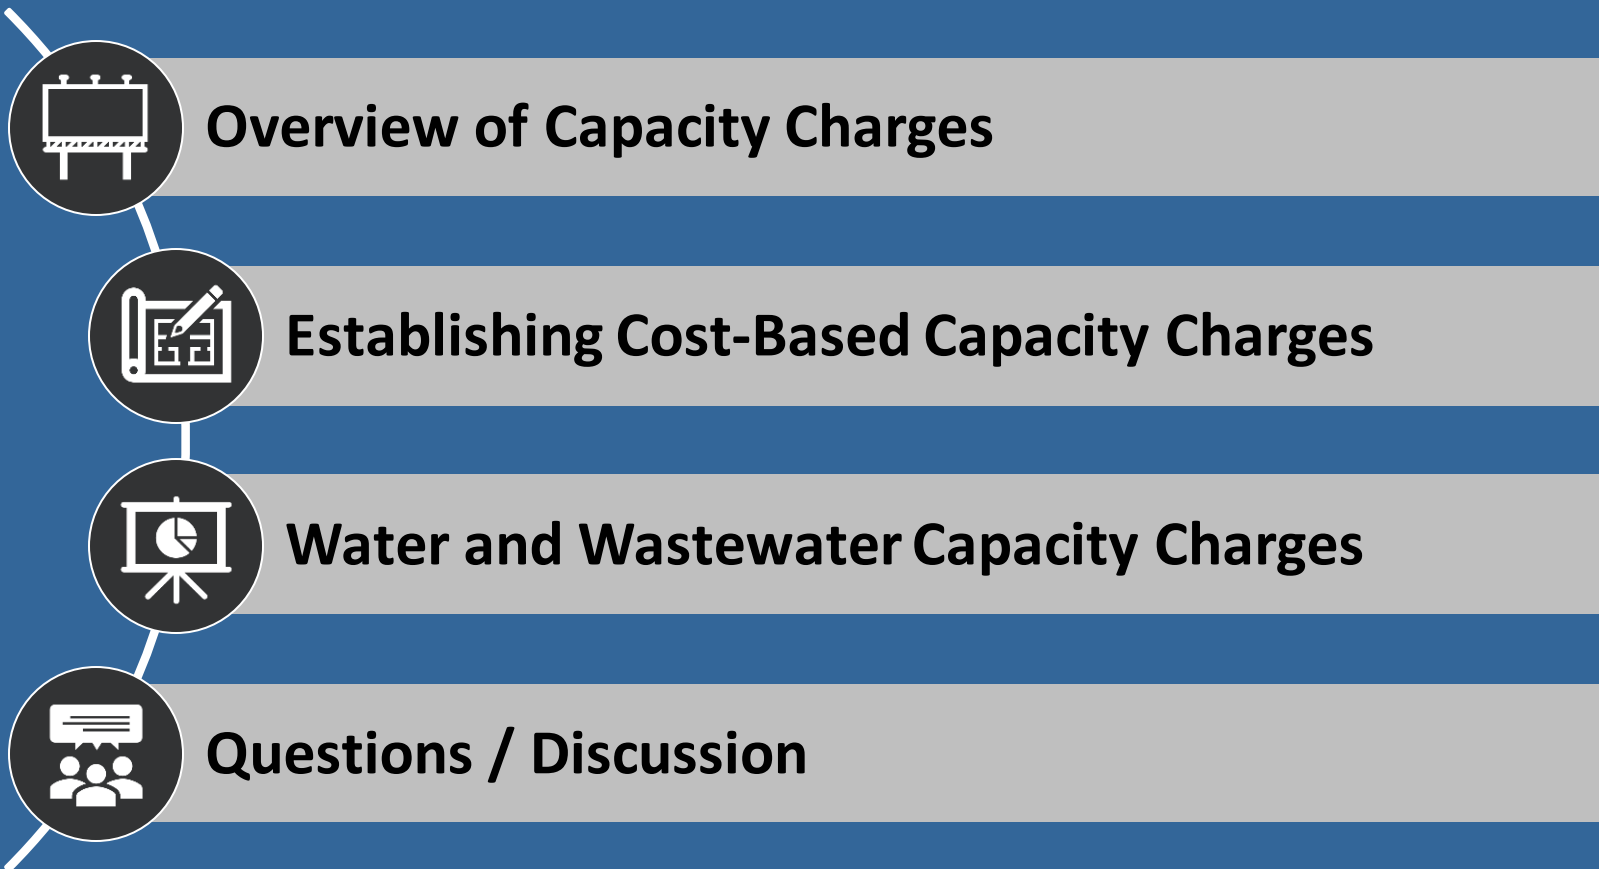 Overview of Capacity Charges
Establishing Cost-Based Capacity Charges
Water and Wastewater Capacity Charges
Questions / Discussion